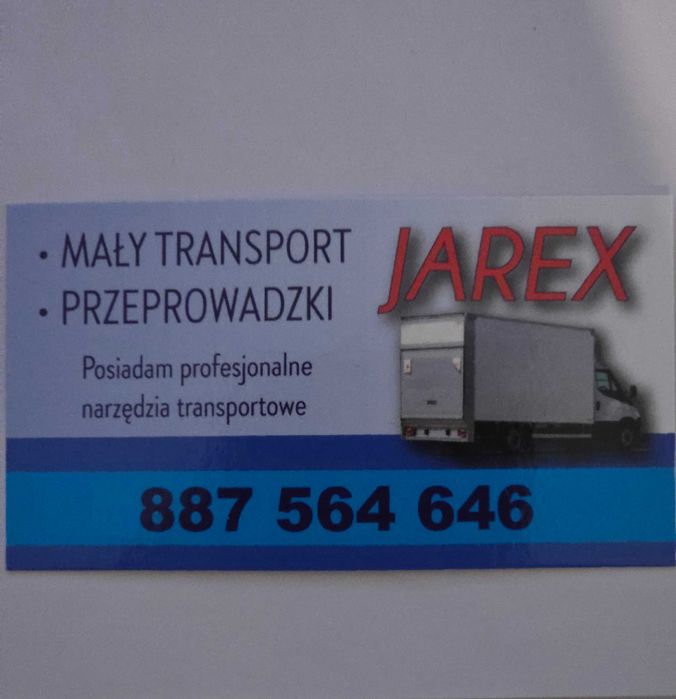 • MAŁY TRANSPORT
• PRZEPROWADZKI
JAREX
Posiadam profesjonalne
narzędzia transportowe
887 564 646